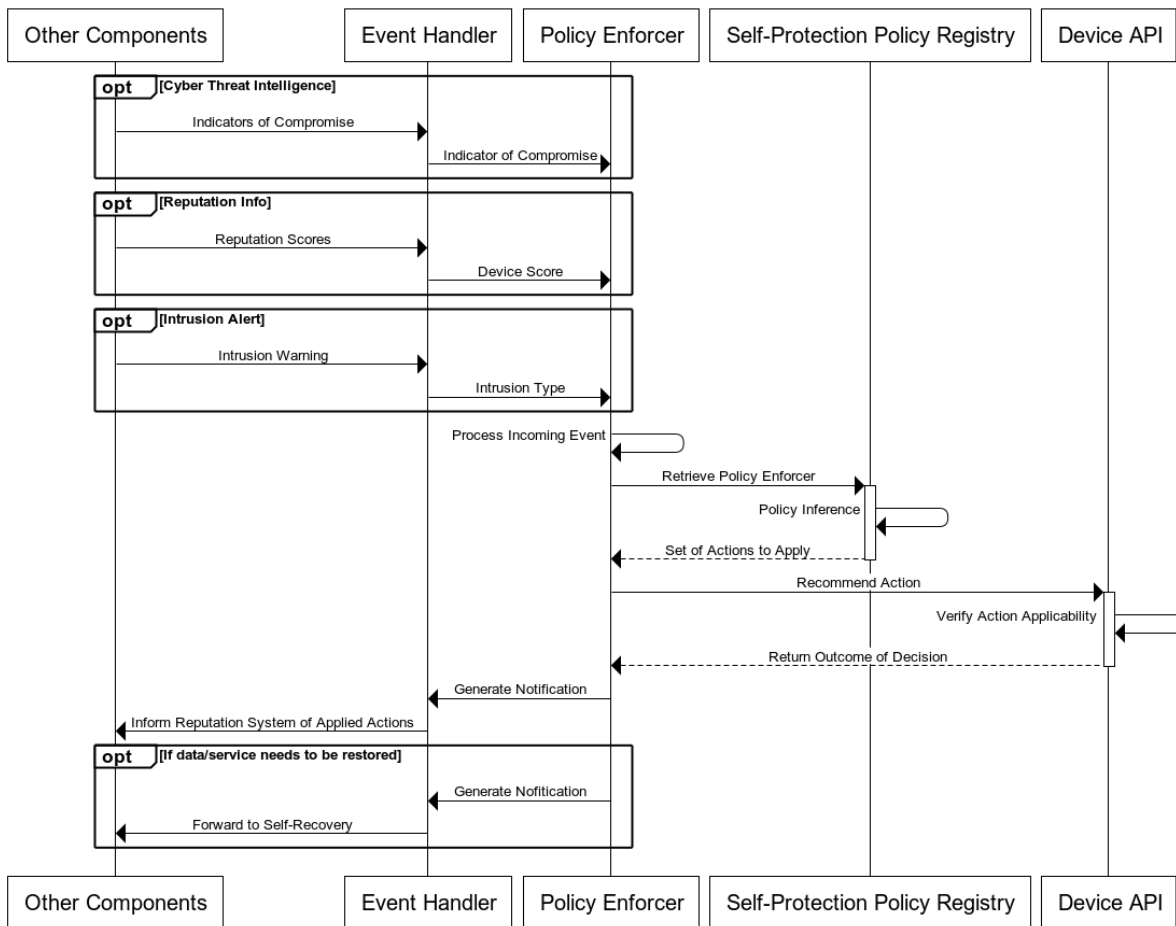 Other Components
Event Handler
Policy Enforcer
Self-Protection Policy Registry
Device API
opt [Cyber Threat Intelligence]
Indicators of Compromise
Indicator of Compromise
opt [Reputation Info]
Reputation Scores
Device Score
opt [Intrusion Alert]
Intrusion Warning
Intrusion Type
Process Incoming Event
Retrieve Policy Enforcer
Policy Inference
Set of Actions to Apply
Recommend Action
Verify Action Applicability
Return Outcome of Decision
Generate Notification
Inform Reputation System of Applied Actions
opt [If data/service needs to be restored]
Generate Nofitication
Forward to Self-Recovery
Other Components
Event Handler
Policy Enforcer
Self-Protection Policy Registry
Device API